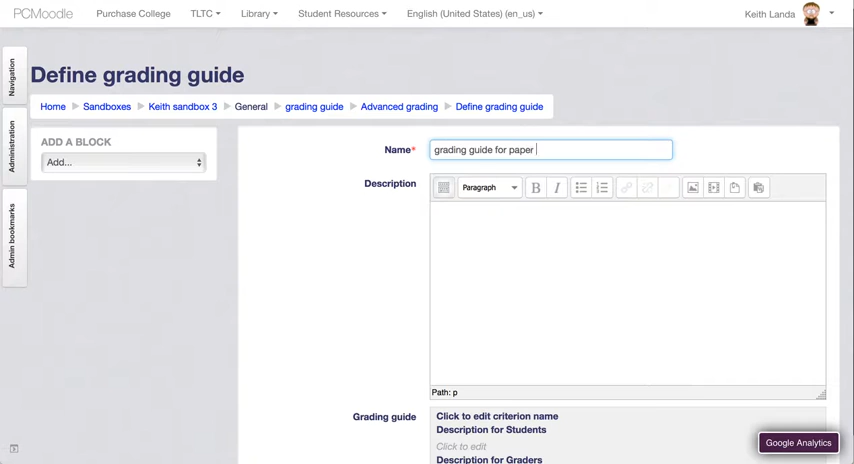 PCMoodle Purchase College TLTC Library Student Resources English (United States) (en_us) Keith Landa
Navigation
Administration
Admin bookmarks
Define grading guide
Home Sandboxes Keith sandbox 3 General grading guide Advanced grading Define grading guide
ADD A BLOCK
Add...
Name* grading guide for paper
Description
Paragraph B I
Path: p
Grading guide
Click to edit criterion name
Description for Students
Click to edit
Description for Graders
Google Analytics